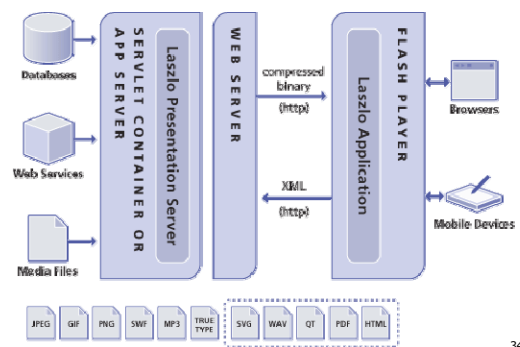 Databases
Web Services
Media Files
SERVLET CONTAINER OR
APP SERVER
Laszlo Presentation Server
WEB SERVER
compressed
binary
(http)
XML
(http)
Laszlo Application
FLASH PLAYER
Browsers
Mobile Devices
JPEG
GIF
PNG
SWF
MP3
TRUE
TYPE
SVG
WAV
QT
PDF
HTML
34